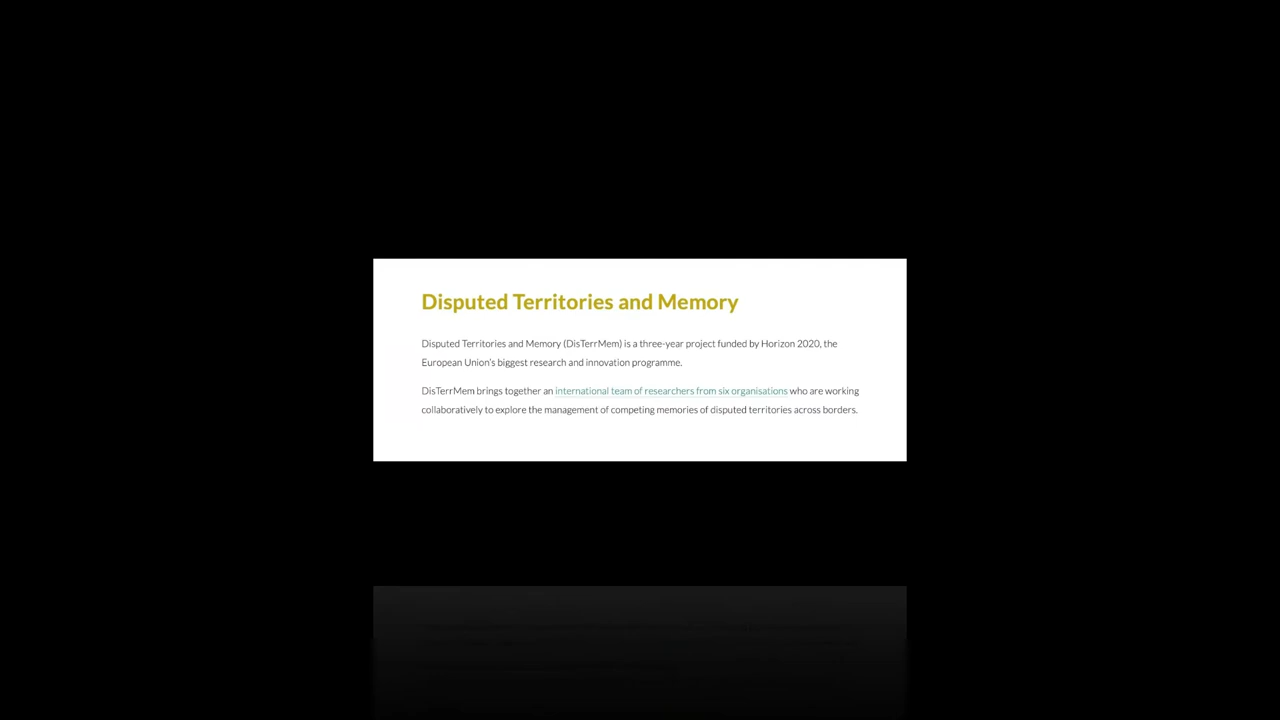 Disputed Territories and Memory
Disputed Territories and Memory (DisTerrMem) is a three-year project funded by Horizon 2020, the
European Union's biggest research and innovation programme.
DisTerrMem brings together an international team of researchers from six organisations who are working
collaboratively to explore the management of competing memories of disputed territories across borders.